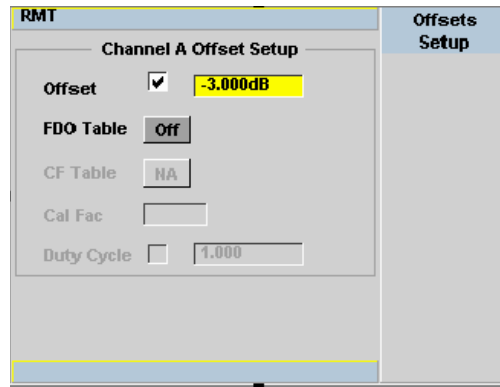 RMT
Offsets
Setup
Channel A Offset Setup
Offset -3.000dB
FDO Table Off
CF Table NA
Cal Fac
Duty Cycle 1.000